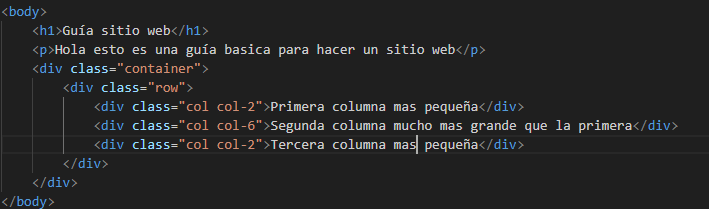 <body>
<h1>Guía sitio web</h1>
<p>Hola esto es una guía basica para hacer un sitio web</p>
<div class="container">
<div class="row">
<div class="col col-2">Primera columna mas pequeña</div>
<div class="col col-6">Segunda columna mucho mas grande que la primera</div>
<div class="col col-2">Tercera columna mas pequeña</div>
</div>
</div>
</body>